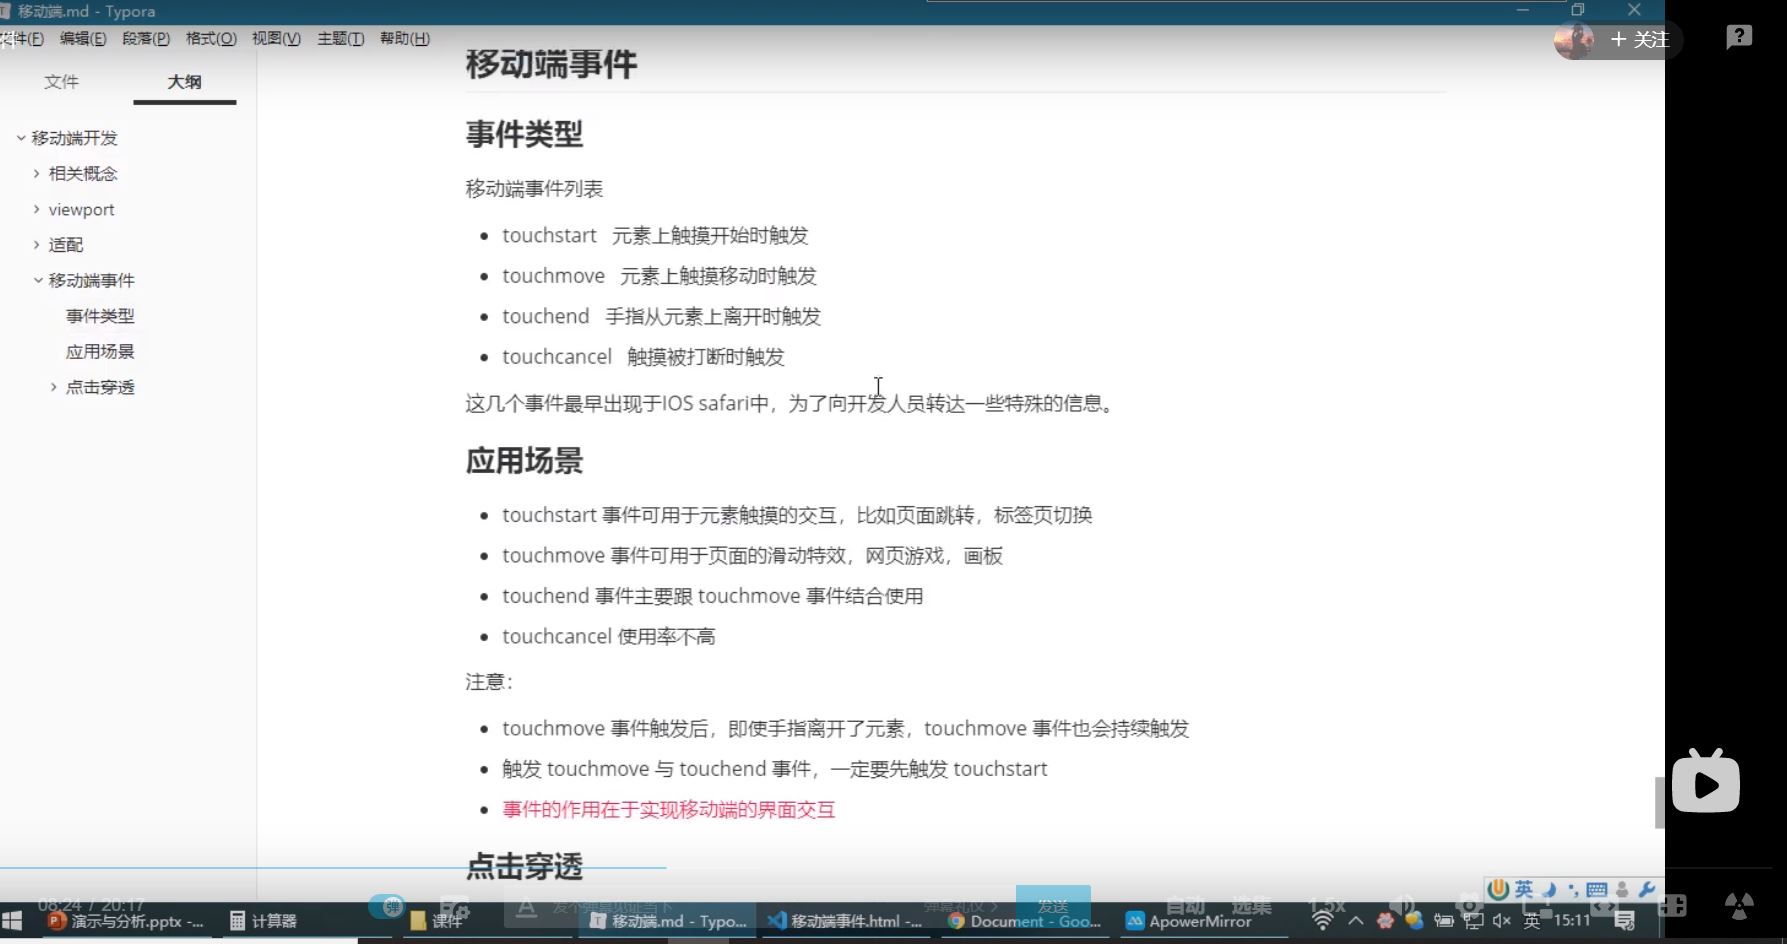 移动端.md - Typora
件(F) 编辑(E) 段落(P) 格式(O) 视图(V) 主题(T) 帮助(H)
+ 关注
文件 大纲
移动端开发
相关概念
viewport
适配
移动端事件
事件类型
应用场景
点击穿透
移动端事件
事件类型
移动端事件列表
touchstart 元素上触摸开始时触发
touchmove 元素上触摸移动时触发
touchend 手指从元素上离开时触发
touchcancel 触摸被打断时触发
这几个事件最早出现于IOS safari中，为了向开发人员转达一些特殊的信息。
应用场景
touchstart 事件可用于元素触摸的交互，比如页面跳转，标签页切换
touchmove 事件可用于页面的滑动特效，网页游戏，画板
touchend 事件主要跟 touchmove 事件结合使用
touchcancel 使用率不高
注意：
touchmove 事件触发后，即使手指离开了元素，touchmove 事件也会持续触发
触发 touchmove 与 touchend 事件，一定要先触发 touchstart
事件的作用在于实现移动端的界面交互
点击穿透
英
08:24 / 20:17 弹 发个弹幕见证当下 弹幕礼仪 > 发送 自动 选集 1.5x
演示与分析.pptx -... 计算器 课件 移动端.md - Typo... 移动端事件.html -... Document - Goo... ApowerMirror 英 15:11